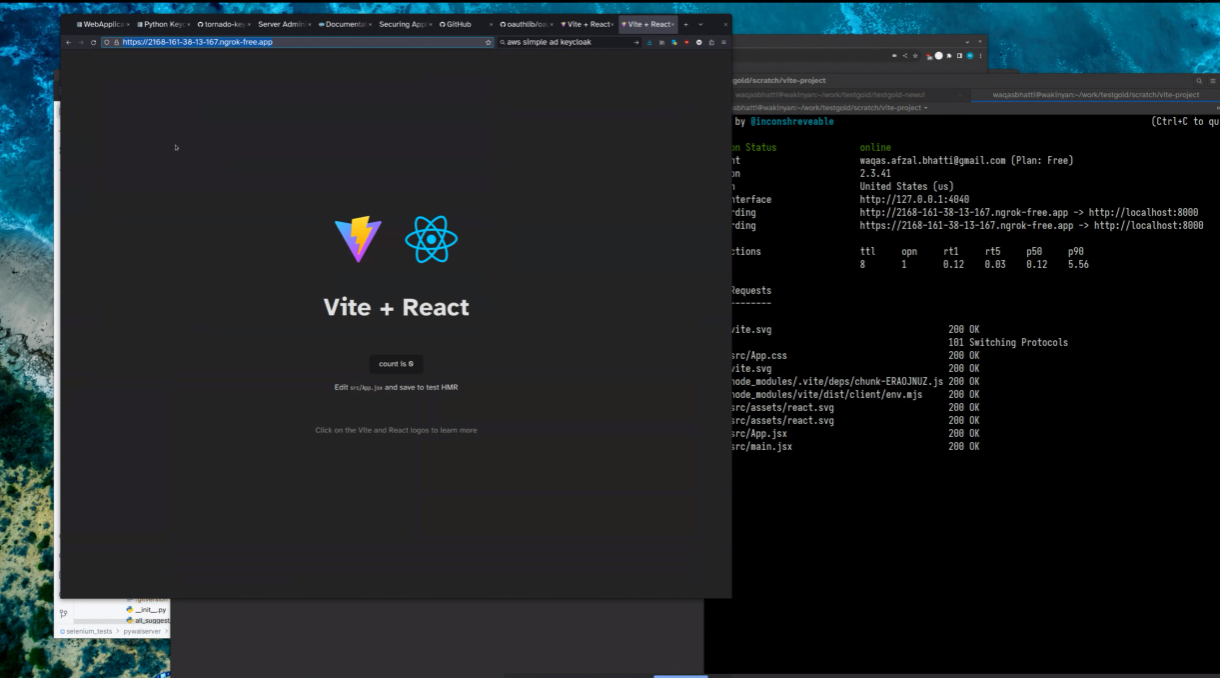 WebApplica
Python Keyc
tornado-key
Server Admini
Documentat
Securing Appl
GitHub
oauthlib/oau
Vite + React
Vite + React
https://2168-161-38-13-167.ngrok-free.app
aws simple ad keycloak
Vite + React
count is 0
Edit src/App.jsx and save to test HMR
Click on the Vite and React logos to learn more
__init__.py
all_suggest
selenium_tests > pywaiserver >
gold/scratch/vite-project
waqasbhatti@wakinyan:~/work/testgold/testgold-newui
waqasbhatti@wakinyan:~/work/testgold/scratch/vite-project
sbhatti@wakinyan:~/work/testgold/scratch/vite-project
by @inconshreveable (Ctrl+C to qu
on Status online
nt waqas.afzal.bhatti@gmail.com (Plan: Free)
on 2.3.41
n United States (us)
nterface http://127.0.0.1:4040
rding http://2168-161-38-13-167.ngrok-free.app -> http://localhost:8000
rding https://2168-161-38-13-167.ngrok-free.app -> http://localhost:8000
ctions ttl opn rt1 rt5 p50 p90
8 1 0.12 0.03 0.12 5.56
Requests
--------
vite.svg 200 OK
101 Switching Protocols
src/App.css 200 OK
vite.svg 200 OK
node_modules/.vite/deps/chunk-ERAOJNUZ.js 200 OK
node_modules/vite/dist/client/env.mjs 200 OK
src/assets/react.svg 200 OK
src/assets/react.svg 200 OK
src/App.jsx 200 OK
src/main.jsx 200 OK